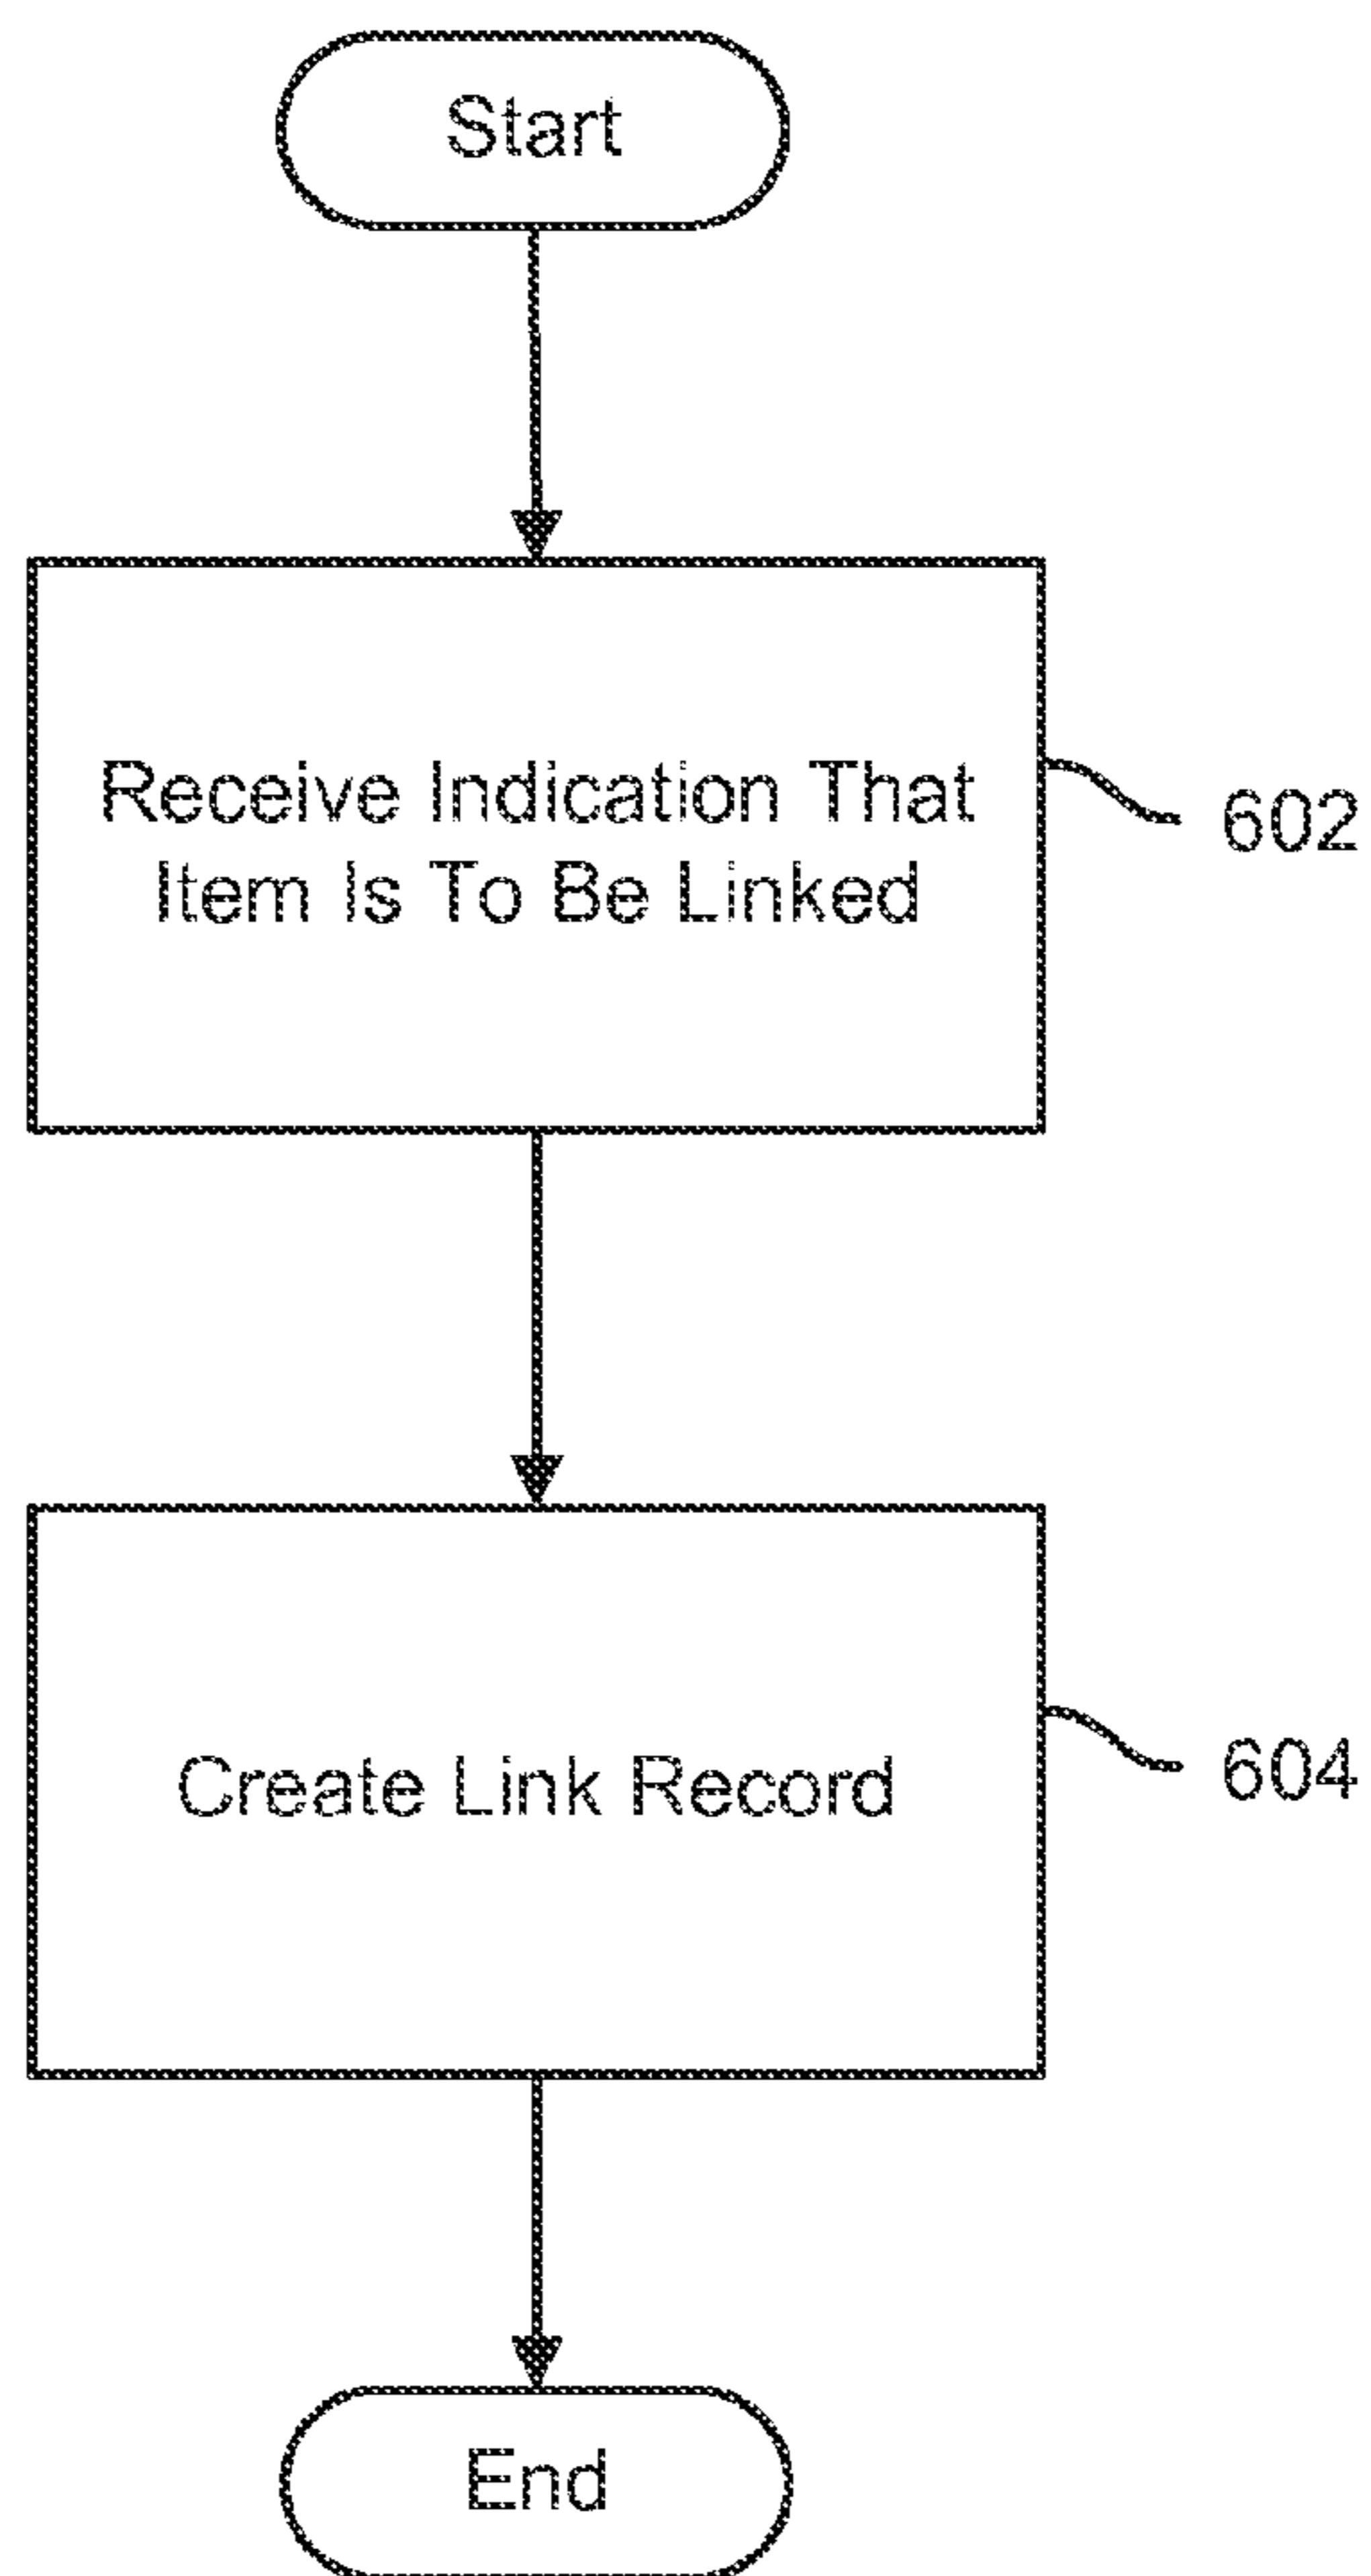 Start
Receive Indication That
Item Is To Be Linked
602
Create Link Record
604
End